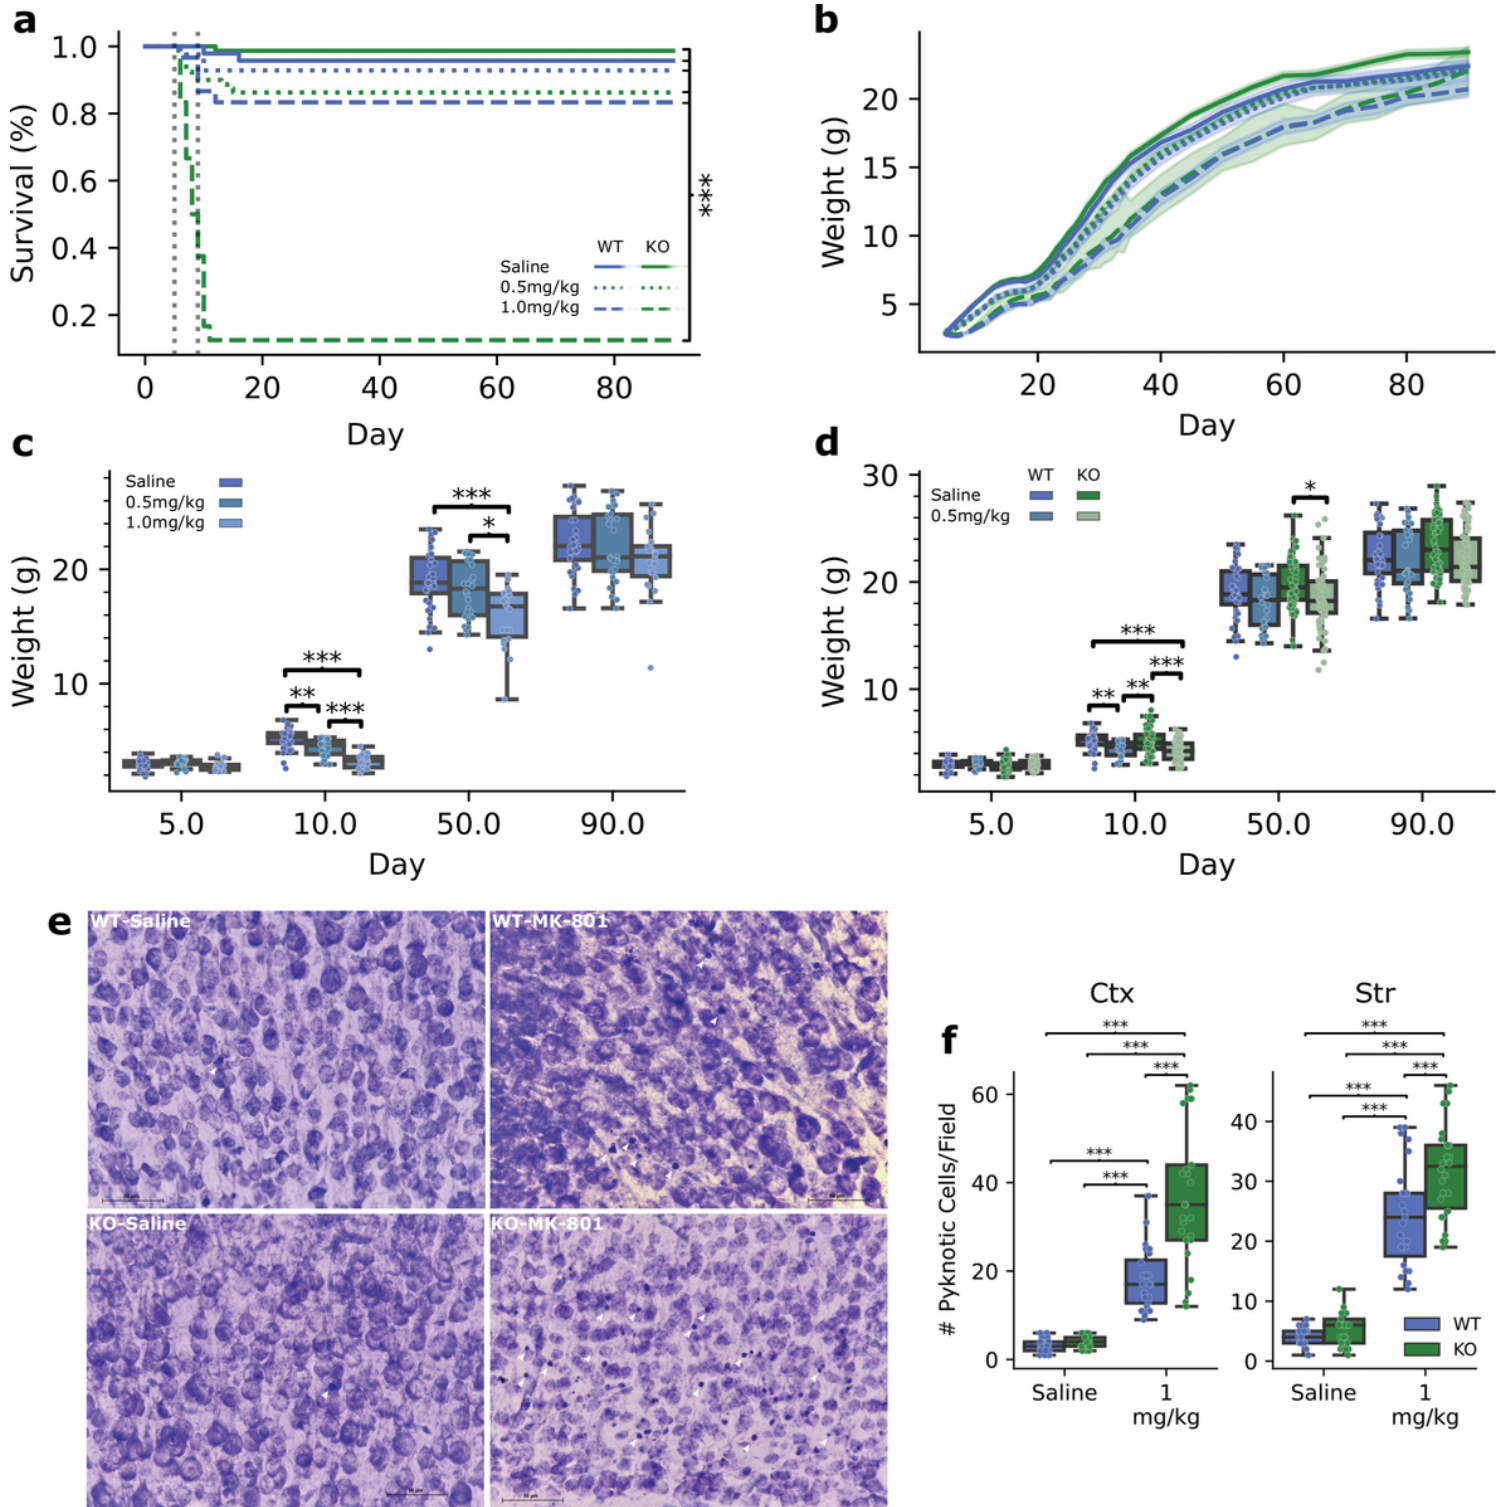 a
1.0
0.8
0.6
0.4
0.2
Survival (%)
0 20 40 60 80
Day
WT KO
Saline
0.5mg/kg
1.0mg/kg
***
b
20
15
10
5
Weight (g)
20 40 60 80
Day
c
Saline
0.5mg/kg
1.0mg/kg
20
10
Weight (g)
***
**
***
***
*
5.0 10.0 50.0 90.0
Day
d
WT KO
Saline
0.5mg/kg
30
20
10
Weight (g)
***
**
**
***
*
5.0 10.0 50.0 90.0
Day
e
WT-Saline
WT-MK-801
KO-Saline
KO-MK-801
f
Ctx
***
***
***
***
***
60
40
20
0
# Pyknotic Cells/Field
Saline 1
mg/kg
Str
***
***
***
***
***
40
30
20
10
0
WT
KO
Saline 1
mg/kg